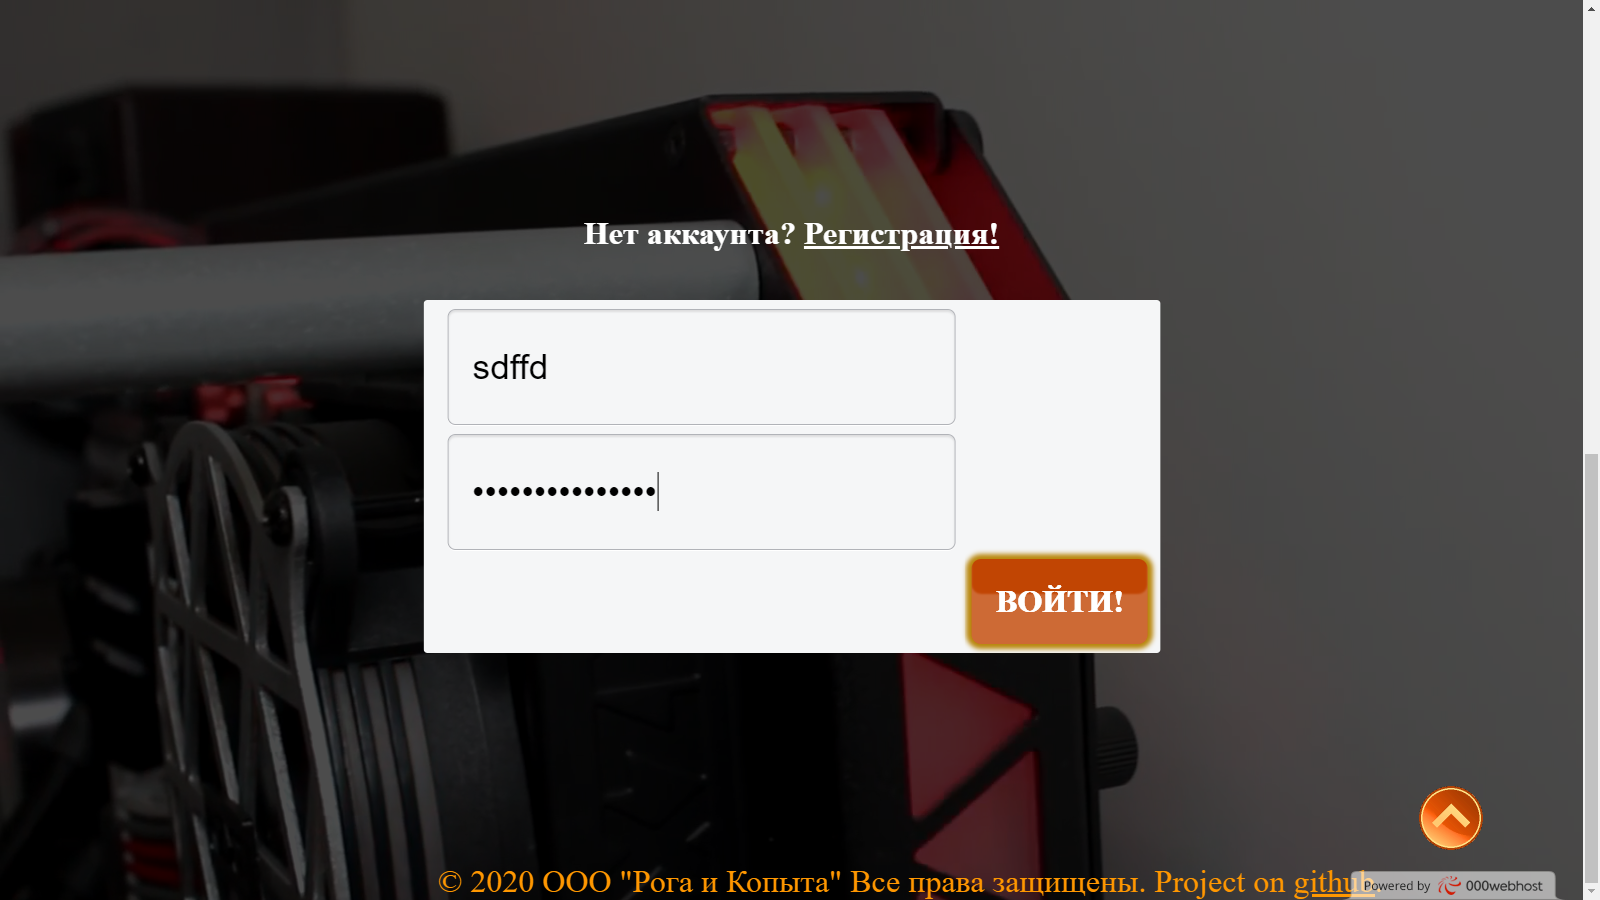 Нет аккаунта? Регистрация!
sdffd
•••••••••••••••
ВОЙТИ!
© 2020 ООО "Рога и Копыта" Все права защищены. Project on github
Powered by 000webhost